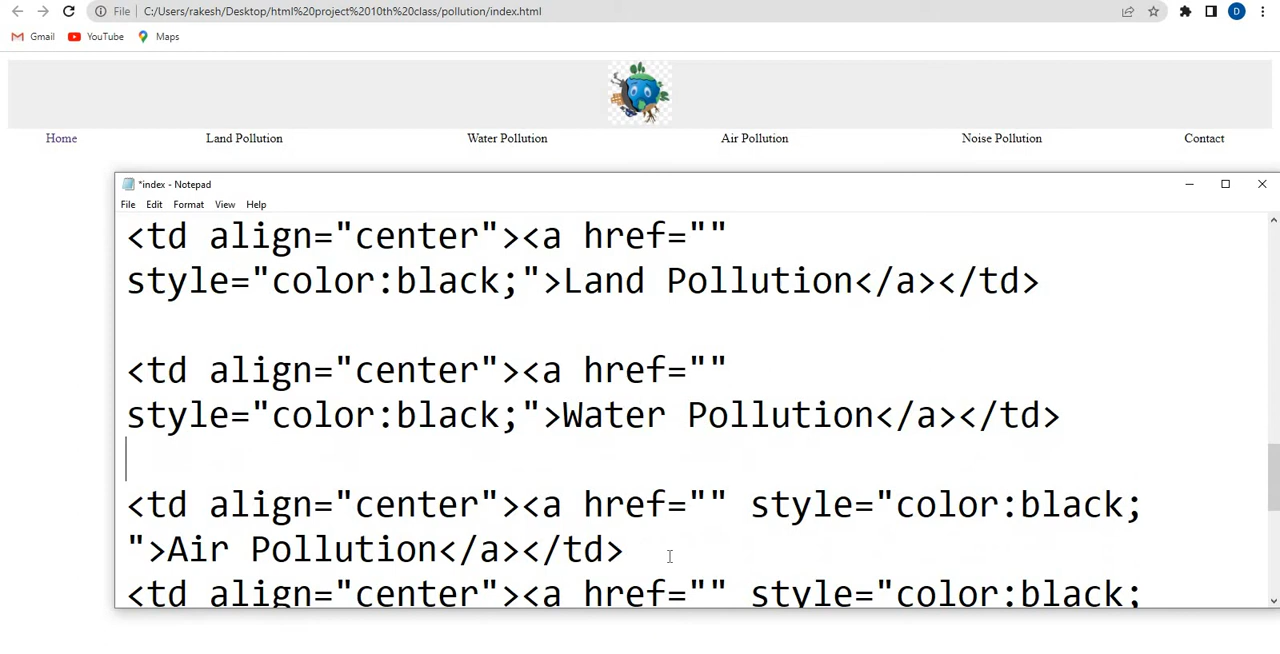 File C:/Users/rakesh/Desktop/html%20project%2010th%20class/pollution/index.html D
Gmail YouTube Maps
Home Land Pollution Water Pollution Air Pollution Noise Pollution Contact
*index - Notepad
File Edit Format View Help
<td align="center"><a href=""
style="color:black;">Land Pollution</a></td>
<td align="center"><a href=""
style="color:black;">Water Pollution</a></td>
<td align="center"><a href="" style="color:black;
">Air Pollution</a></td>
<td align="center"><a href="" style="color:black;